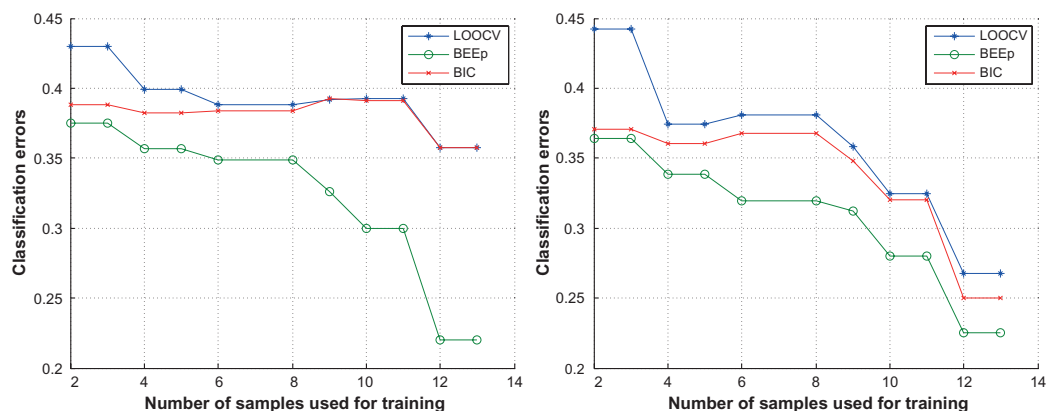 0.45
0.4
0.35
0.3
0.25
0.2
2 4 6 8 10 12 14
Classification errors
Number of samples used for training
LOOCV
BEEp
BIC
0.45
0.4
0.35
0.3
0.25
0.2
2 4 6 8 10 12 14
Classification errors
Number of samples used for training
LOOCV
BEEp
BIC